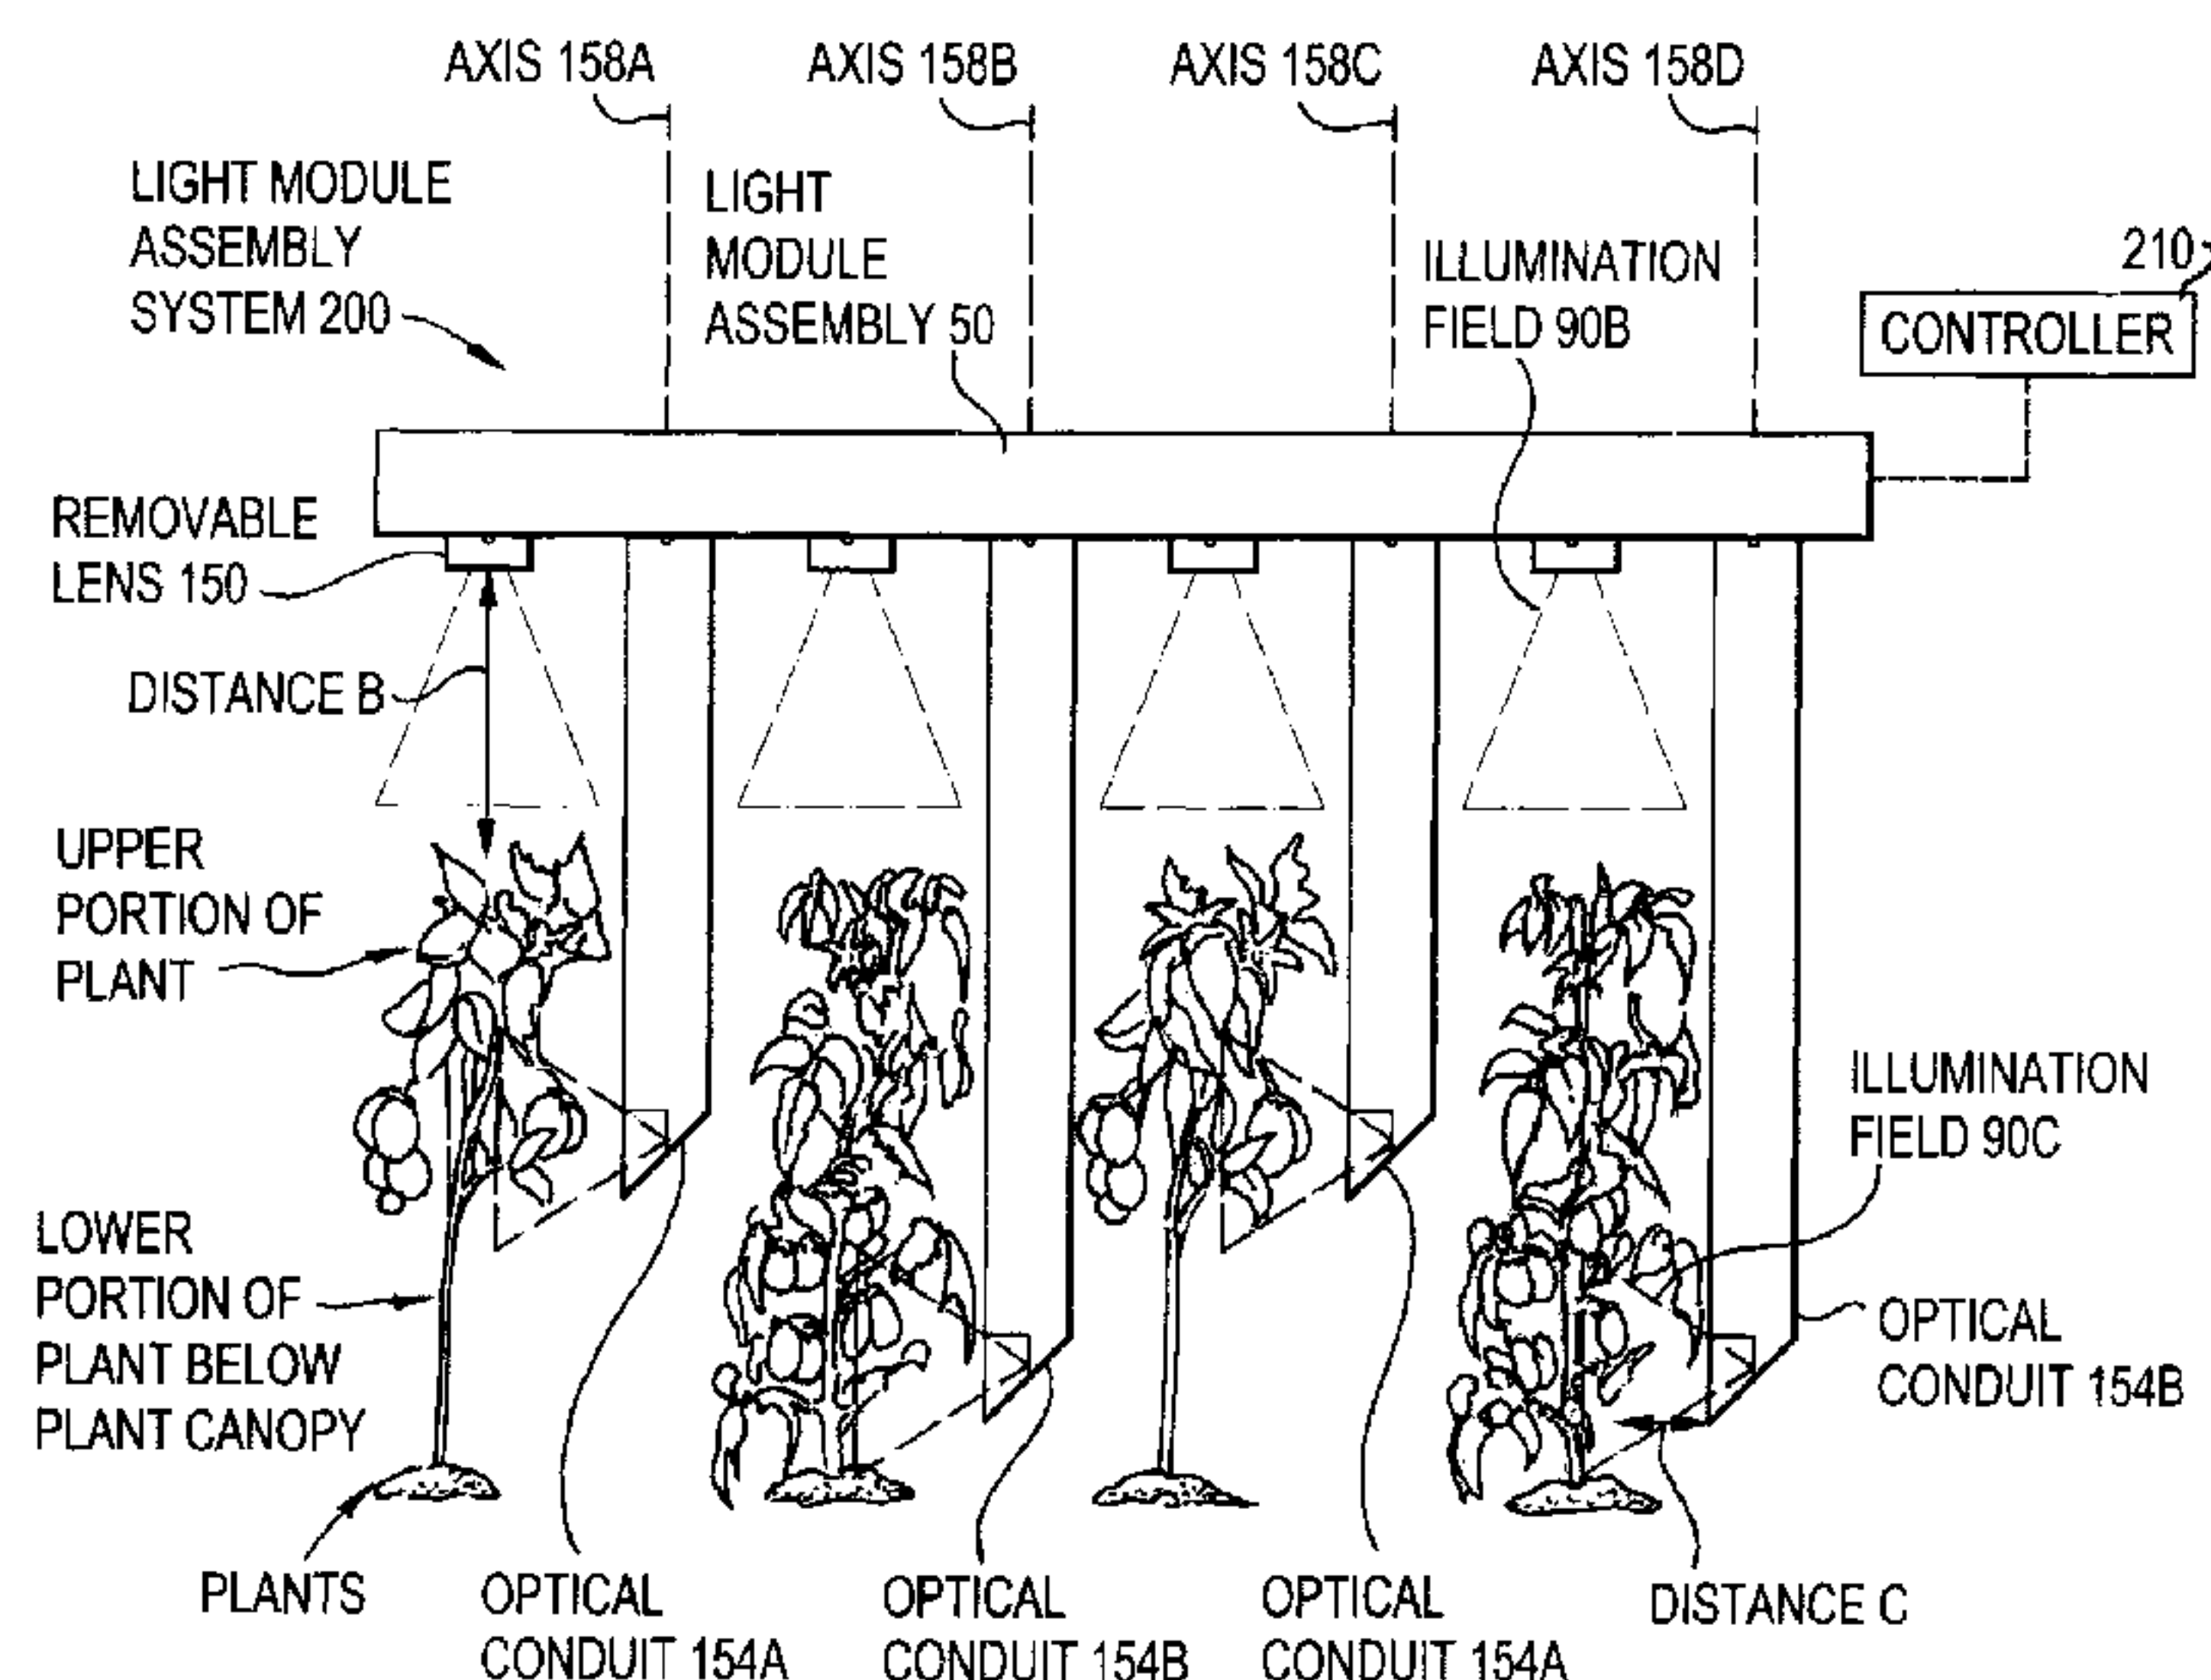 AXIS 158A
AXIS 158B
AXIS 158C
AXIS 158D
LIGHT MODULE
ASSEMBLY
SYSTEM 200
LIGHT
MODULE
ASSEMBLY 50
ILLUMINATION
FIELD 90B
210
CONTROLLER
REMOVABLE
LENS 150
DISTANCE B
UPPER
PORTION OF
PLANT
LOWER
PORTION OF
PLANT BELOW
PLANT CANOPY
ILLUMINATION
FIELD 90C
OPTICAL
CONDUIT 154B
PLANTS
OPTICAL
CONDUIT 154A
OPTICAL
CONDUIT 154B
OPTICAL
CONDUIT 154A
DISTANCE C